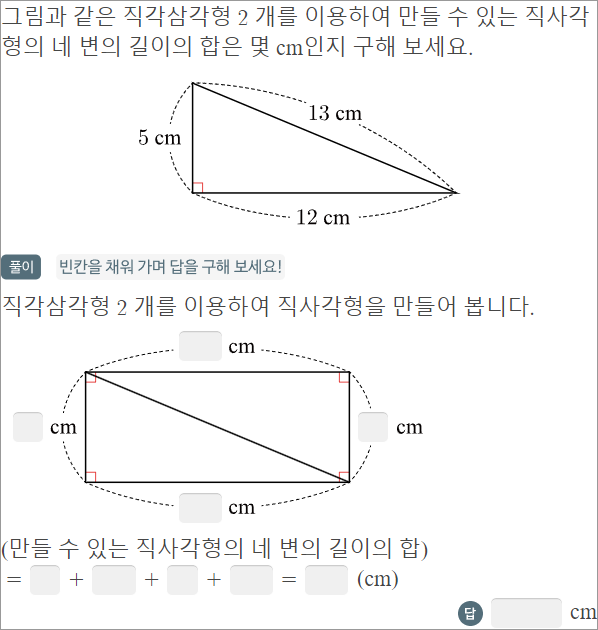 그림과 같은 직각삼각형 2 개를 이용하여 만들 수 있는 직사각
형의 네 변의 길이의 합은 몇 cm인지 구해 보세요.
13 cm
5 cm
12 cm
풀이 빈칸을 채워 가며 답을 구해 보세요!
직각삼각형 2 개를 이용하여 직사각형을 만들어 봅니다.
cm
cm
cm
cm
(만들 수 있는 직사각형의 네 변의 길이의 합)
= + + + = (cm)
답 cm